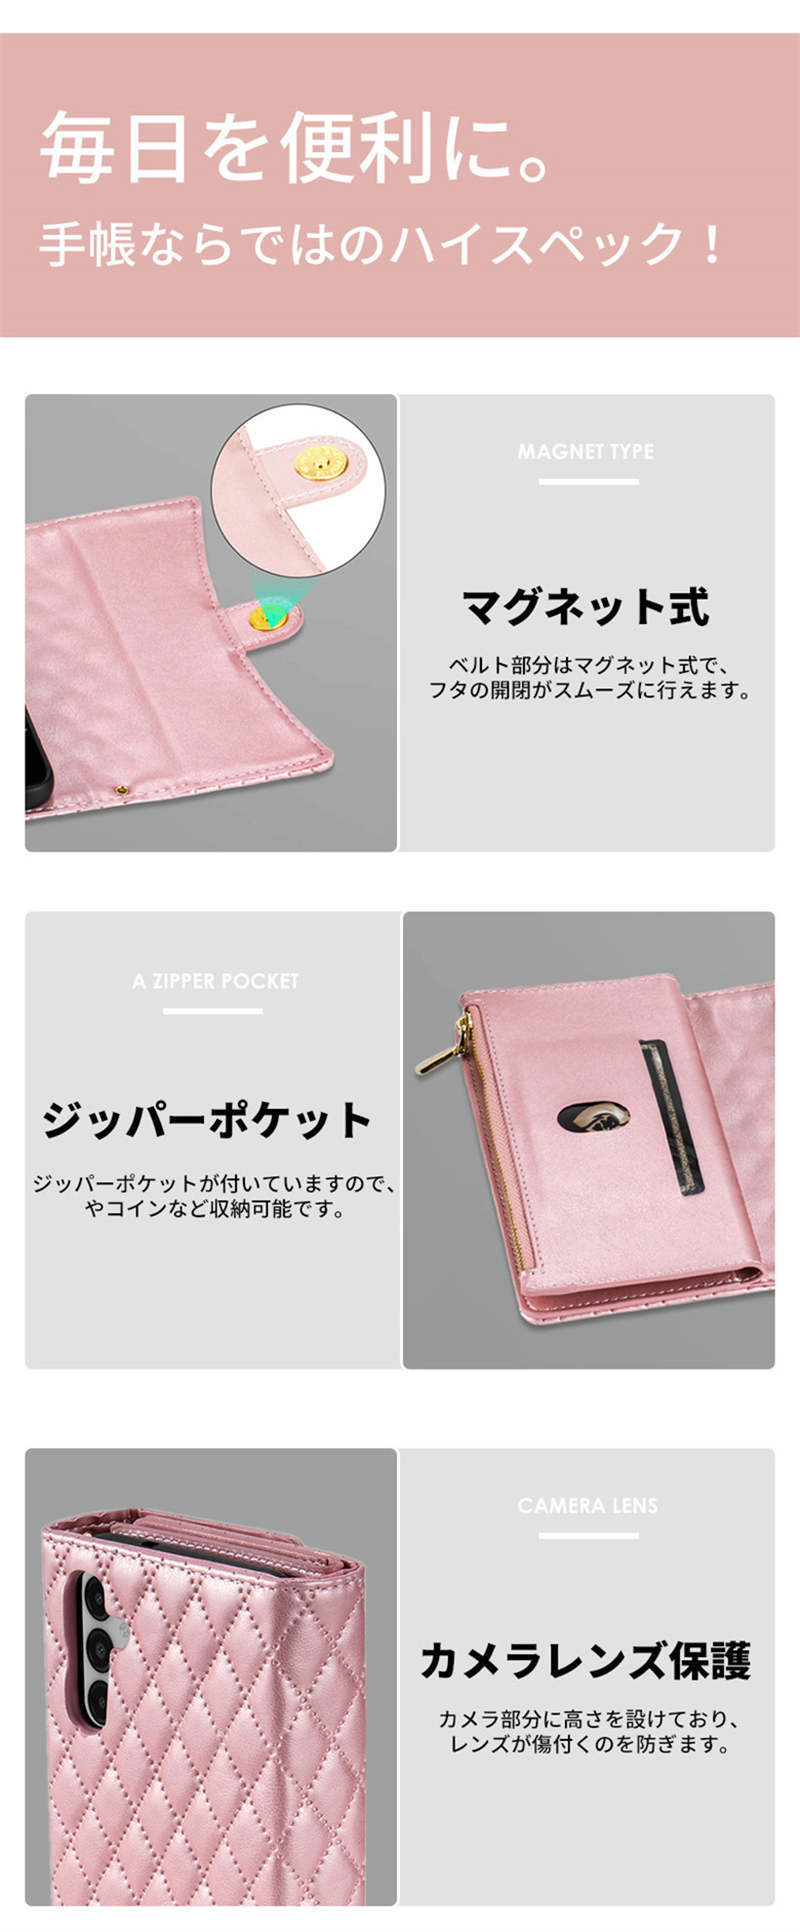 毎日を便利に。
手帳ならではのハイスペック！
MAGNET TYPE
マグネット式
ベルト部分はマグネット式で、
フタの開閉がスムーズに行えます。
A ZIPPER POCKET
ジッパーポケット
ジッパーポケットが付いていますので、
やコインなど収納可能です。
CAMERA LENS
カメラレンズ保護
カメラ部分に高さを設けており、
レンズが傷付くのを防ぎます。